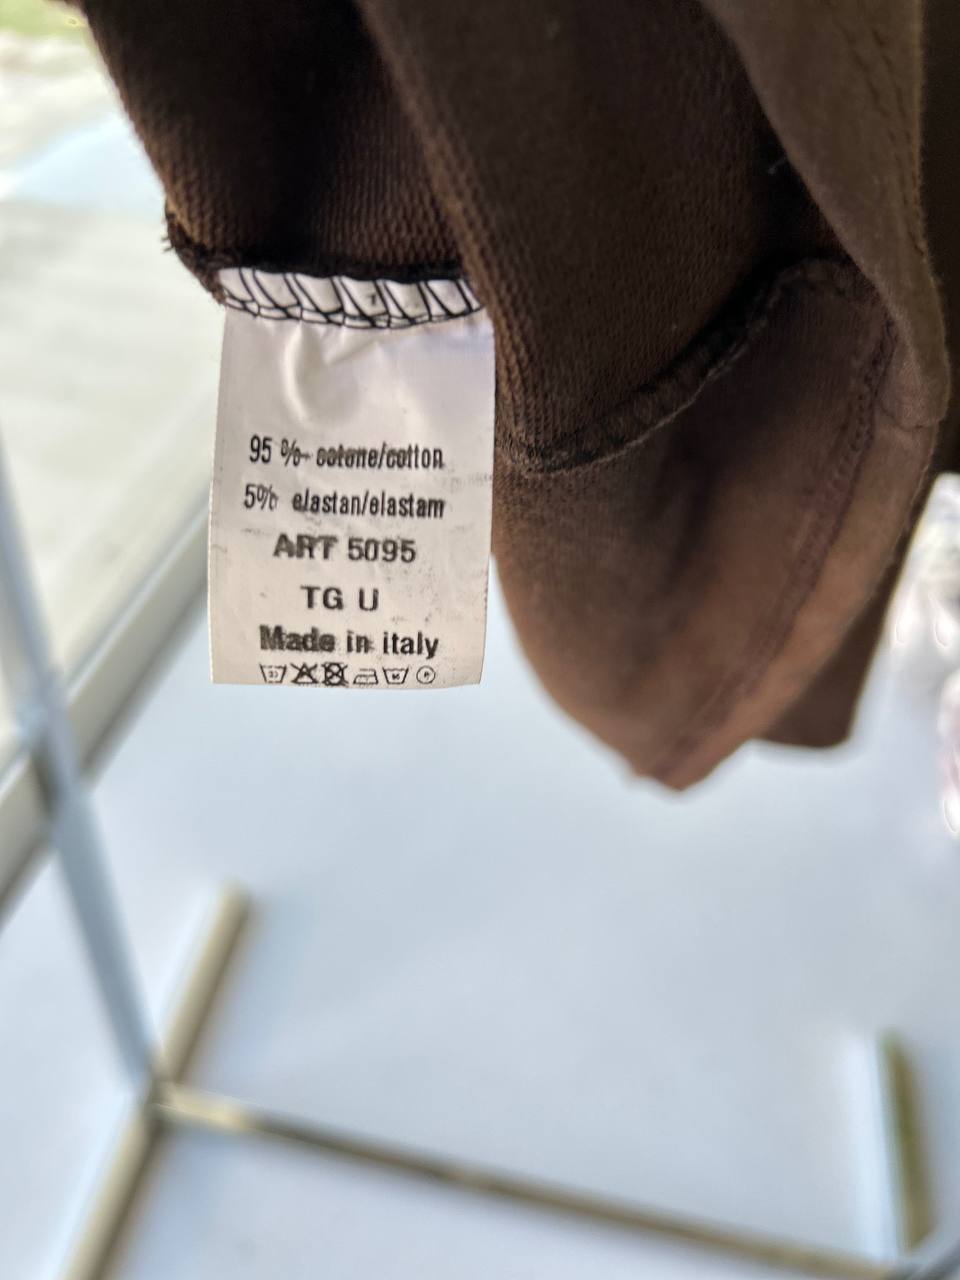 95 % cotone/cotton
5% elastan/elastam
ART 5095
TG U
Made in italy